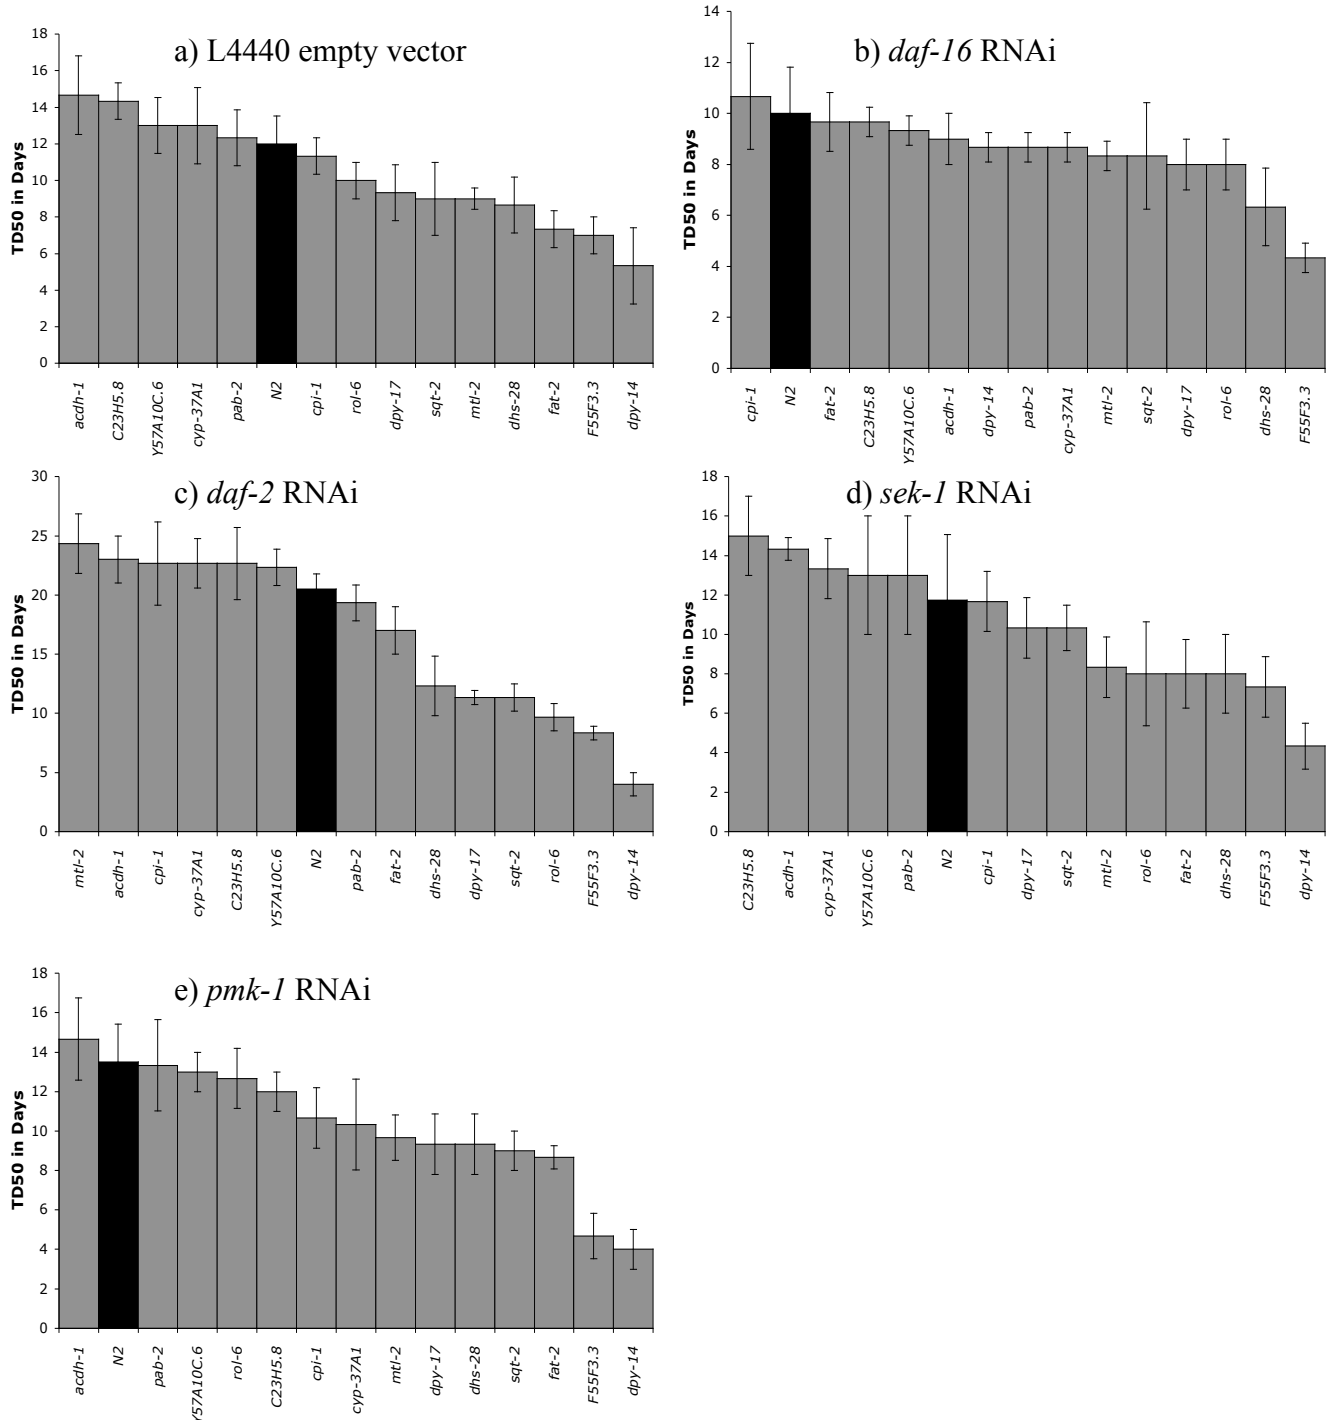 a) L4440 empty vector
TD50 in Days
18
16
14
12
10
8
6
4
2
0
acdh-1
C23H5.8
Y57A10C.6
cyp-37A1
pab-2
N2
cpi-1
rol-6
dpy-17
sqt-2
mtl-2
dhs-28
fat-2
F55F3.3
dpy-14
b) daf-16 RNAi
TD50 in Days
14
12
10
8
6
4
2
0
cpi-1
N2
fat-2
C23H5.8
Y57A10C.6
acdh-1
dpy-14
pab-2
cyp-37A1
mtl-2
sqt-2
dpy-17
rol-6
dhs-28
F55F3.3
c) daf-2 RNAi
TD50 in Days
30
25
20
15
10
5
0
mtl-2
acdh-1
cpi-1
cyp-37A1
C23H5.8
Y57A10C.6
N2
pab-2
fat-2
dhs-28
dpy-17
sqt-2
rol-6
F55F3.3
dpy-14
d) sek-1 RNAi
TD50 in Days
18
16
14
12
10
8
6
4
2
0
C23H5.8
acdh-1
cyp-37A1
Y57A10C.6
pab-2
N2
cpi-1
dpy-17
sqt-2
mtl-2
rol-6
fat-2
dhs-28
F55F3.3
dpy-14
e) pmk-1 RNAi
TD50 in Days
18
16
14
12
10
8
6
4
2
0
acdh-1
N2
pab-2
Y57A10C.6
rol-6
C23H5.8
cpi-1
cyp-37A1
mtl-2
dpy-17
dhs-28
sqt-2
fat-2
F55F3.3
dpy-14